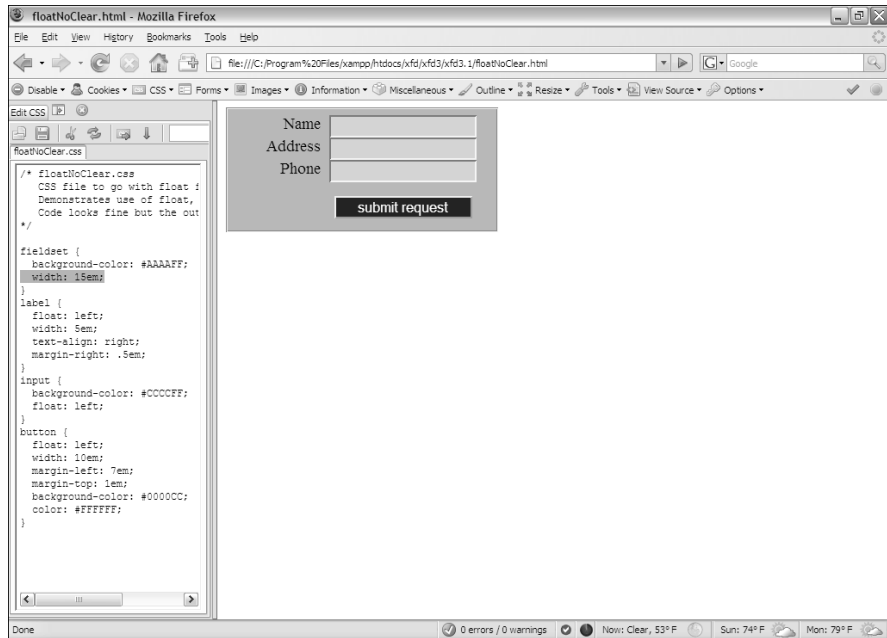 floatNoClear.html - Mozilla Firefox
File Edit View History Bookmarks Tools Help
file:///C:/Program%20Files/xampp/htdocs/xfd/xfd3/xfd3.1/floatNoClear.html
G Google
Disable Cookies CSS Forms Images Information Miscellaneous Outline Resize Tools View Source Options
Edit CSS
floatNoClear.css
/* floatNoClear.css
CSS file to go with float i
Demonstrates use of float,
Code looks fine but the out
*/
fieldset {
background-color: #AAAAFF;
width: 15em;
}
label {
float: left;
width: 5em;
text-align: right;
margin-right: .5em;
}
input {
background-color: #CCCCFF;
float: left;
}
button {
float: left;
width: 10em;
margin-left: 7em;
margin-top: 1em;
background-color: #0000CC;
color: #FFFFFF;
}
Name
Address
Phone
submit request
Done
0 errors / 0 warnings Now: Clear, 53° F Sun: 74° F Mon: 79° F